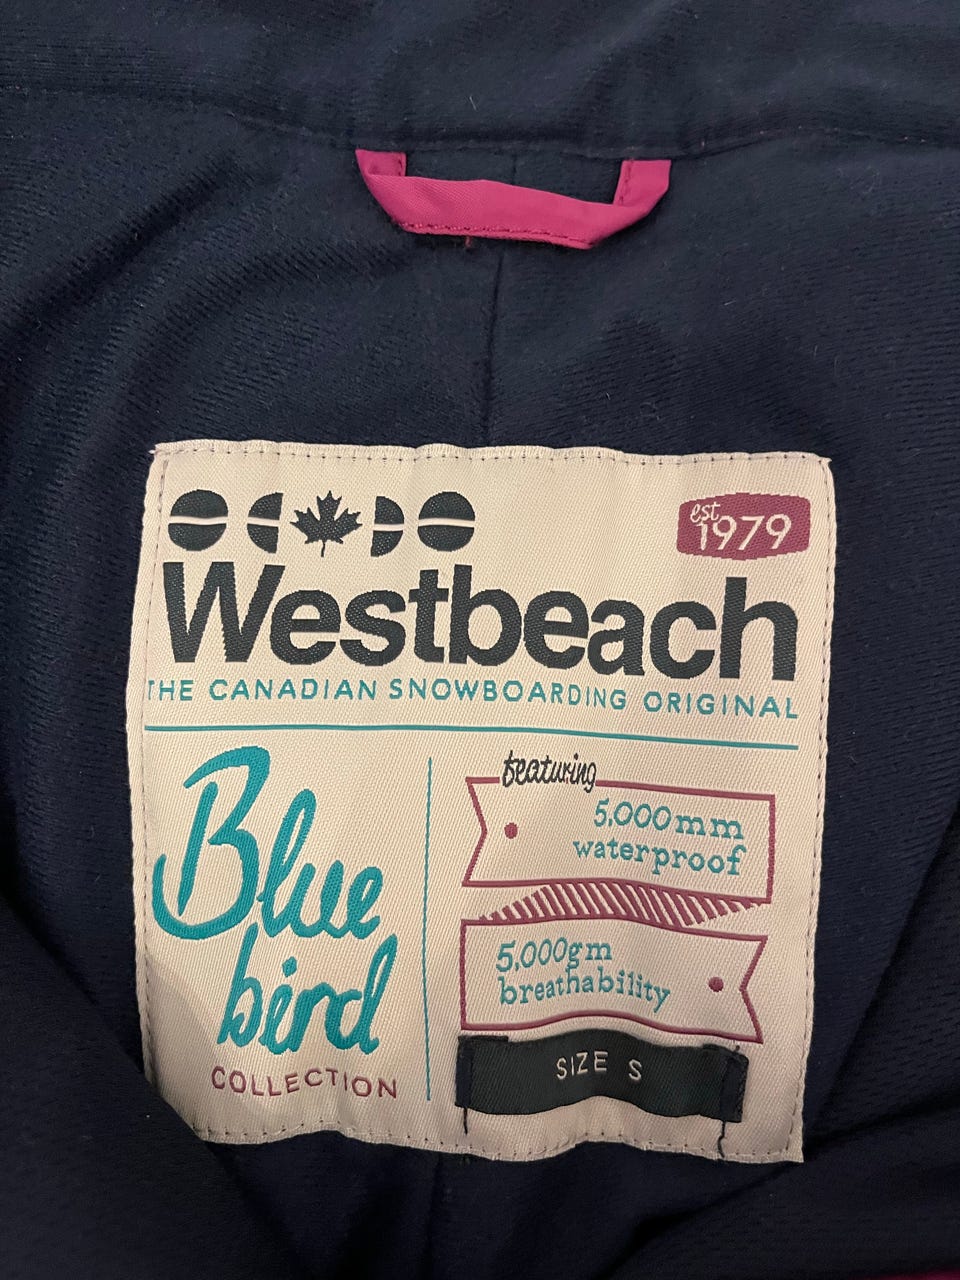 est
1979
Westbeach
THE CANADIAN SNOWBOARDING ORIGINAL
Blue
bird
COLLECTION
featuring
5,000mm
waterproof
5,000gm
breathability
SIZE S